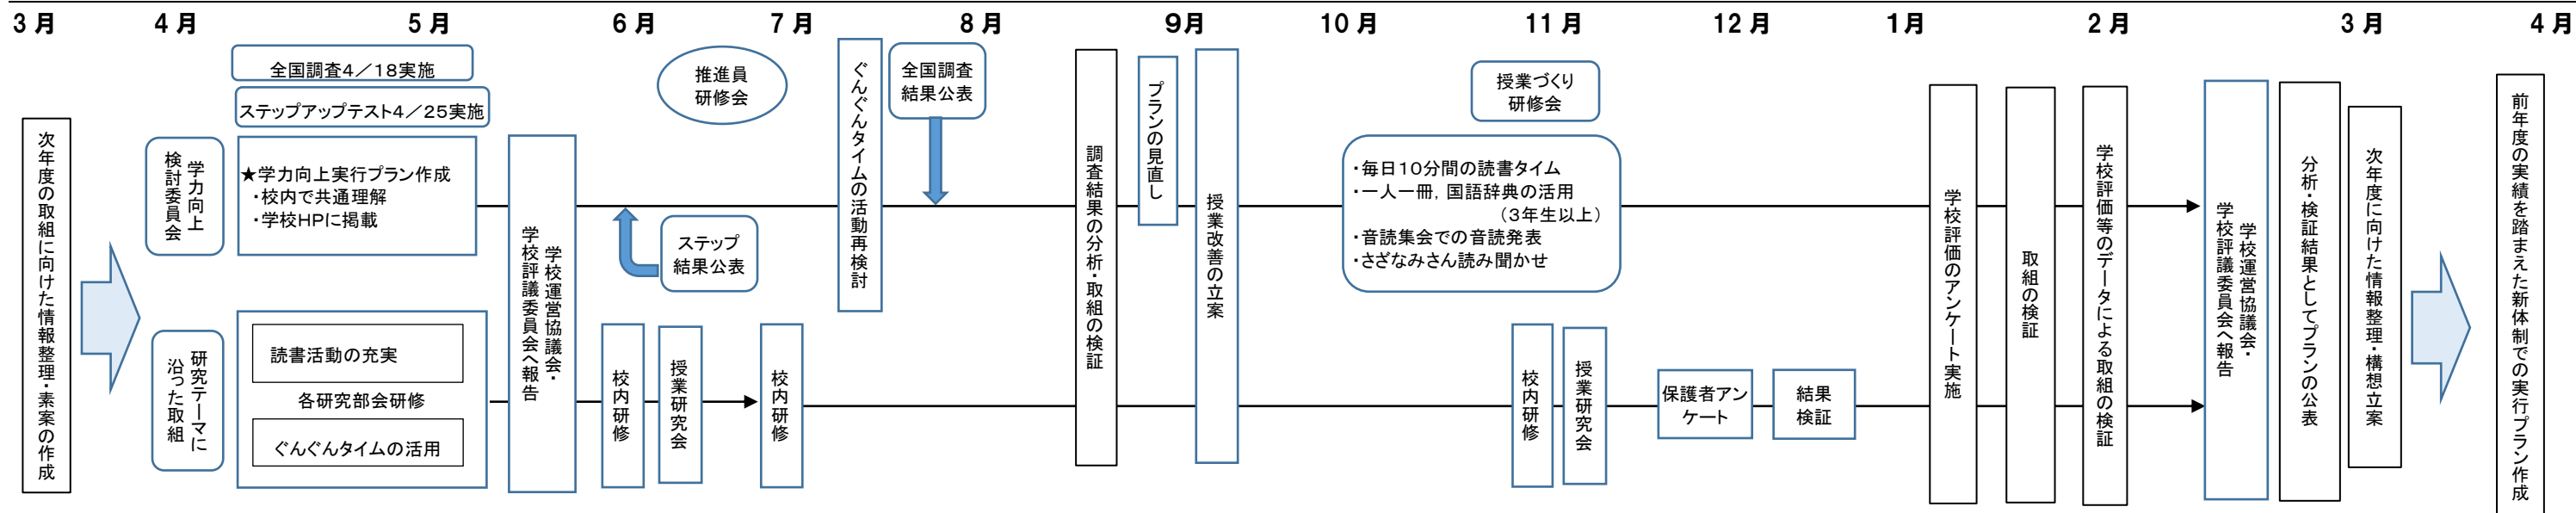 3月 4月 5月 6月 7月 8月 9月 10月 11月 12月 1月 2月 3月 4月
次年度の取組に向けた情報整理・素案の作成
学力向上
検討委員会
研究テーマに
沿った取組
全国調査4／18実施
ステップアップテスト4／25実施
★学力向上実行プラン作成
・校内で共通理解
・学校HPに掲載
読書活動の充実
各研究部会研修
ぐんぐんタイムの活用
学校運営協議会・
学校評議委員会へ報告
推進員
研修会
ステップ
結果公表
校内研修
授業研究会
校内研修
ぐんぐんタイムの活動再検討
全国調査
結果公表
調査結果の分析・取組の検証
プランの見直し
授業改善の立案
授業づくり
研修会
・毎日10分間の読書タイム
・一人一冊，国語辞典の活用
（3年生以上）
・音読集会での音読発表
・さざなみさん読み聞かせ
校内研修
授業研究会
保護者アン
ケート
結果
検証
学校評価のアンケート実施
取組の検証
学校評価等のデータによる取組の検証
学校運営協議会・
学校評議委員会へ報告
分析・検証結果としてプランの公表
次年度に向けた情報整理・構想立案
前年度の実績を踏まえた新体制での実行プラン作成